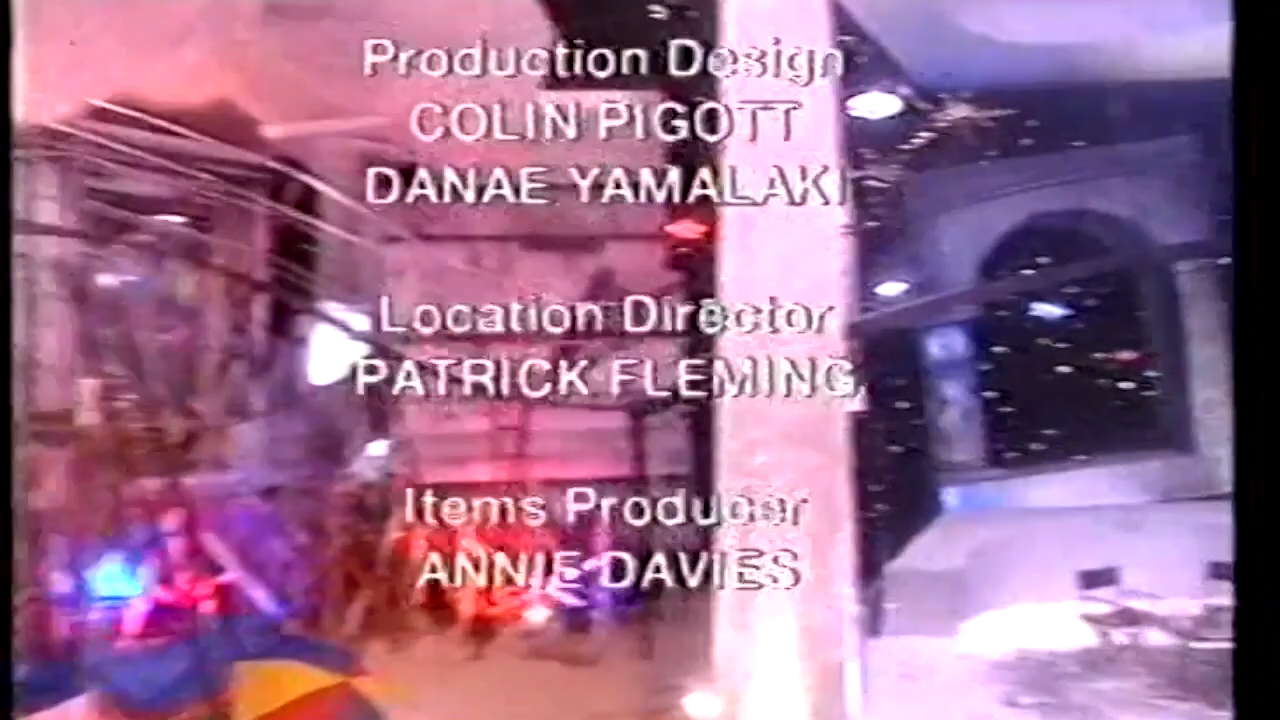 Production Design
COLIN PIGOTT
DANAE YAMALAKI
Location Director
PATRICK FLEMING
Items Producer
ANNIE DAVIES